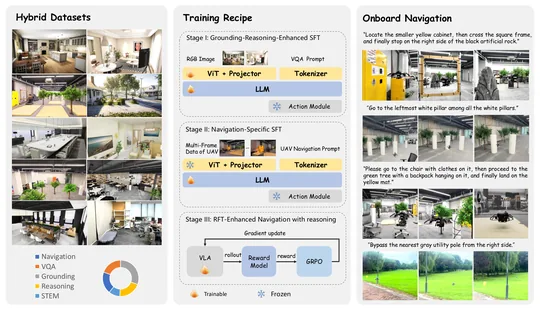 Hybrid Datasets
Navigation
VQA
Grounding
Reasoning
STEM
Training Recipe
Stage I: Grounding-Reasoning-Enhanced SFT
RGB Image
VQA Prompt
ViT + Projector
Tokenizer
LLM
Action Module
Stage II: Navigation-Specific SFT
Multi-Frame
Data of UAV
UAV Navigation Prompt
ViT + Projector
Tokenizer
LLM
Action Module
Stage III: RFT-Enhanced Navigation with reasoning
Gradient update
VLA
rollout
Reward
Model
reward
GRPO
Trainable
Frozen
Onboard Navigation
"Locate the smaller yellow cabinet, then cross the square frame,
and finally stop on the right side of the black artificial rock."
"Go to the leftmost white pillar among all the white pillars."
"Please go to the chair with clothes on it, then proceed to the
green tree with a backpack hanging on it, and finally land on the
yellow mat."
"Bypass the nearest gray utility pole from the right side."